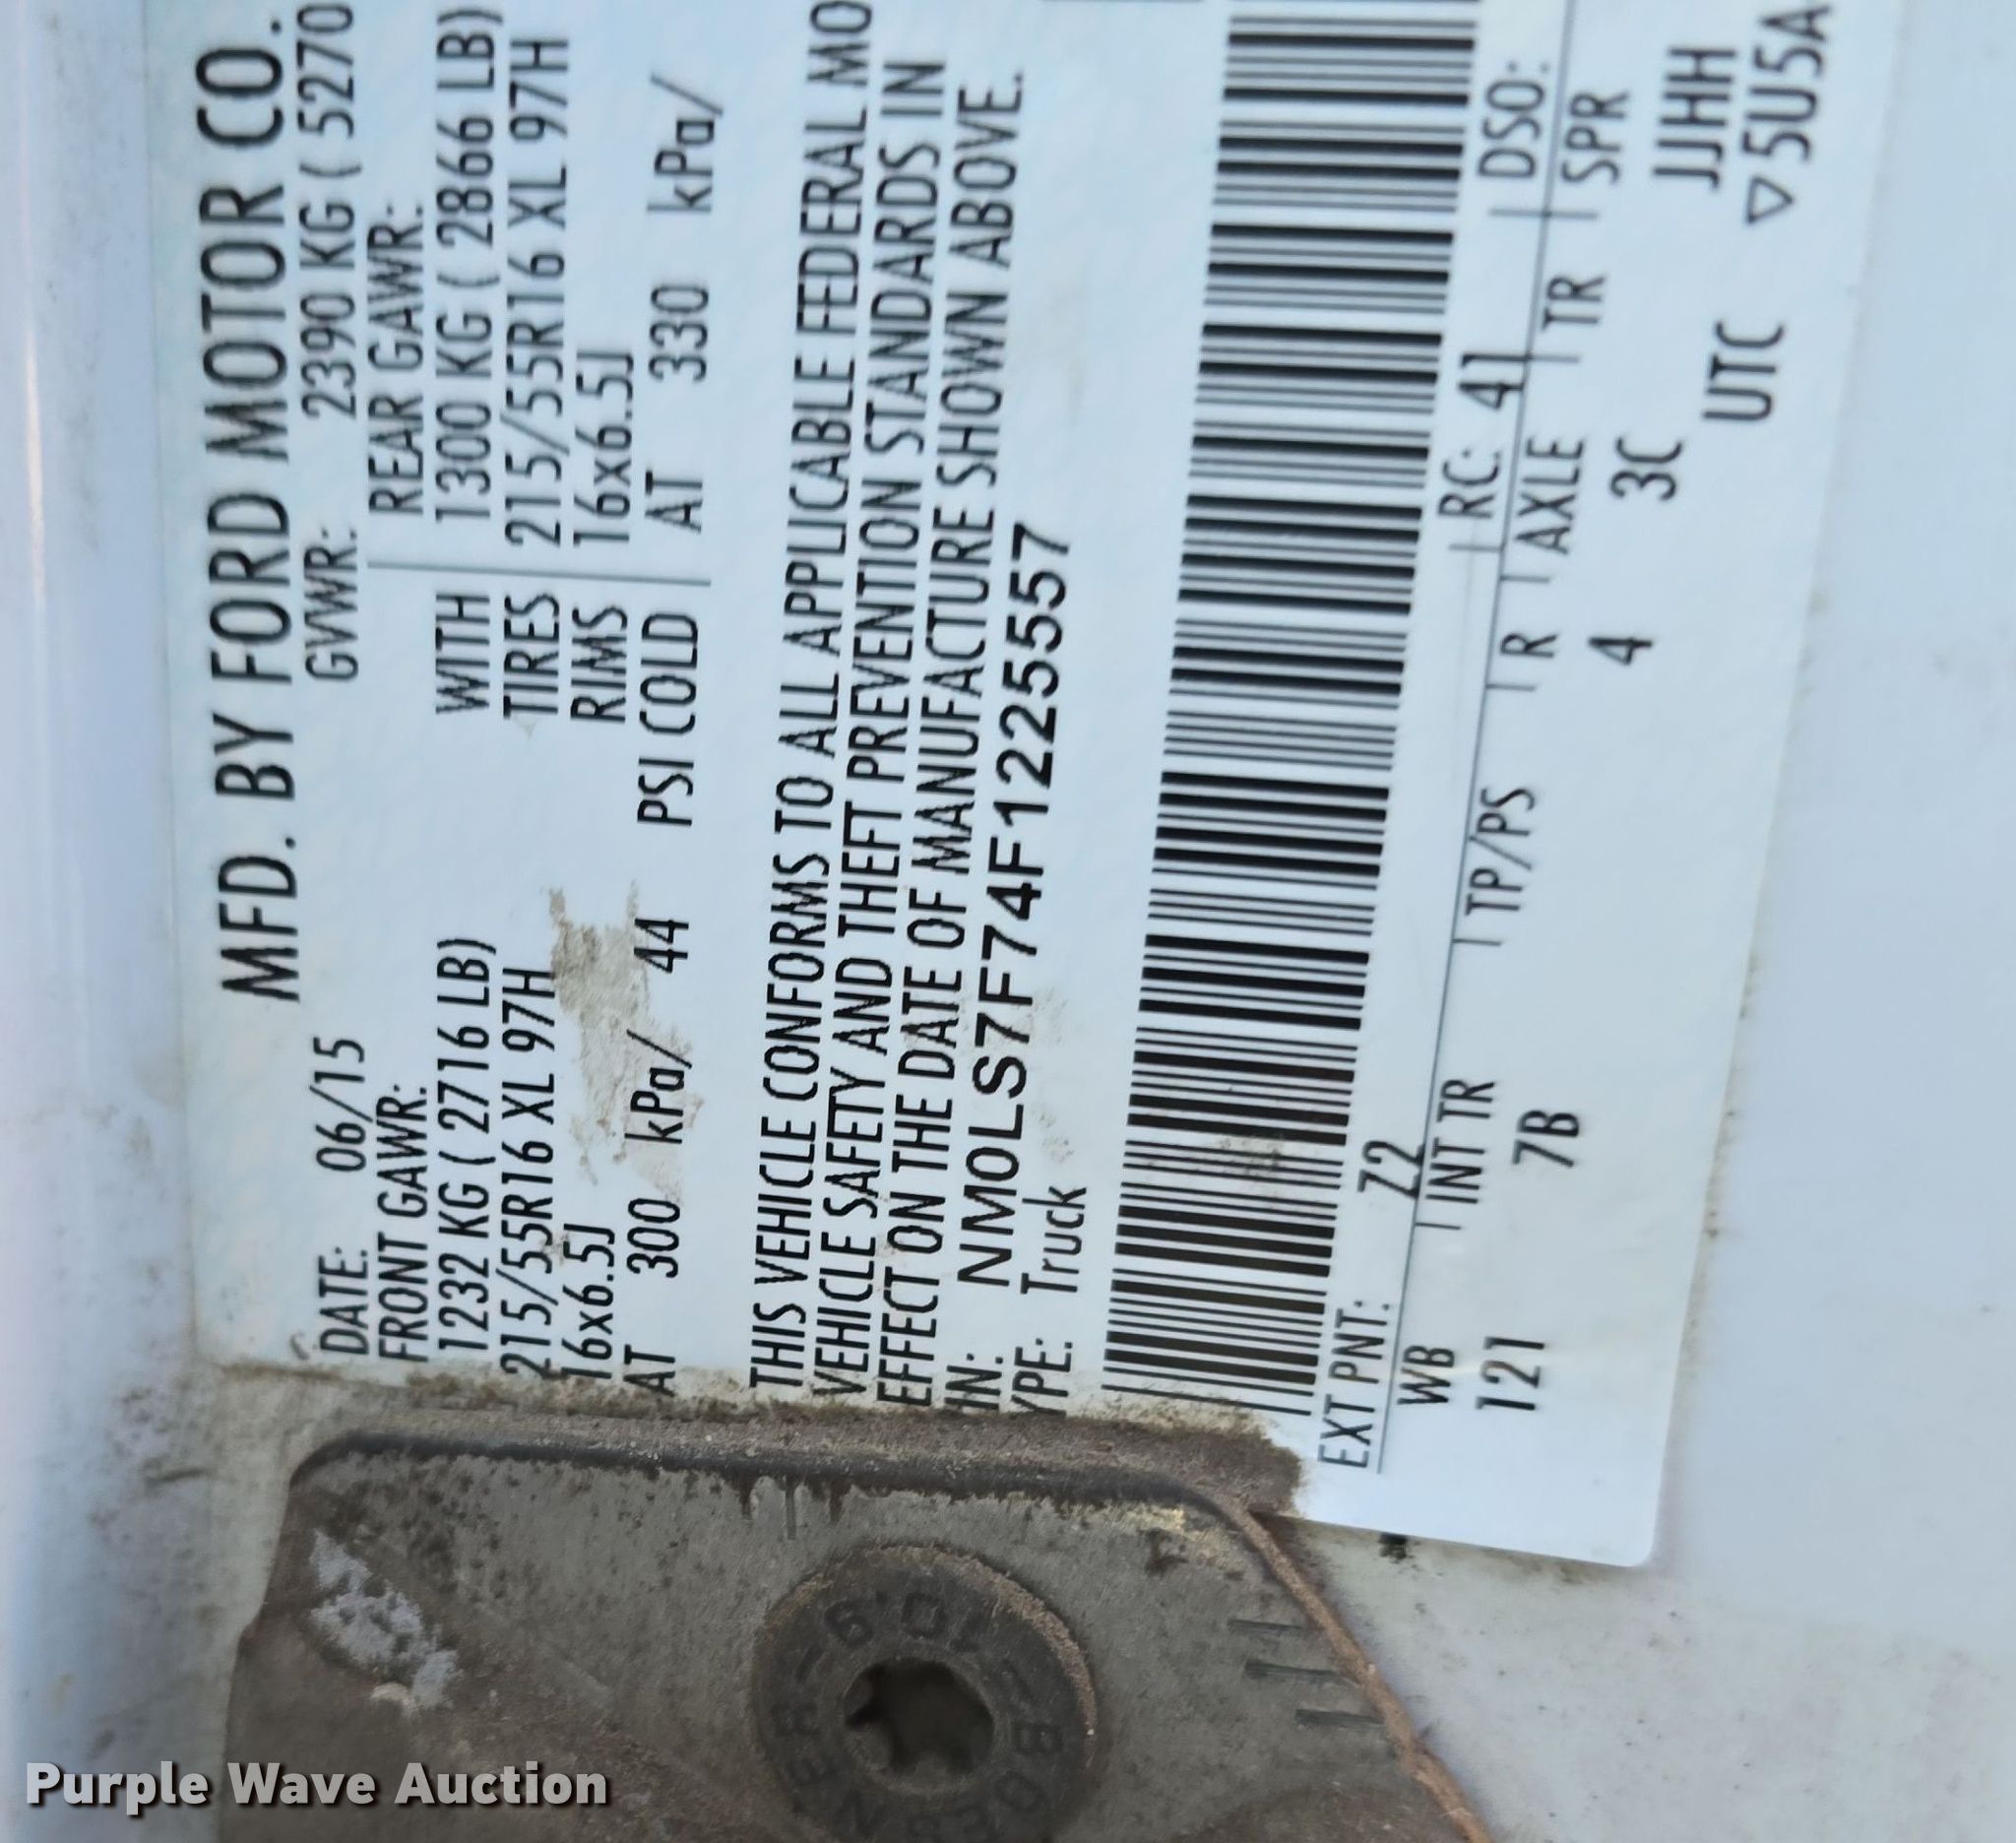 MFD. BY FORD MOTOR CO.
DATE: 06/15 GVWR: 2390 KG ( 5270
FRONT GAWR: REAR GAWR:
1232 KG ( 2716 LB) WITH 1300 KG ( 2866 LB)
215/55R16 XL 97H TIRES 215/55R16 XL 97H
16x6.5J RIMS 16x6.5J
AT 300 kPa/ 44 PSI COLD AT 330 kPa/
THIS VEHICLE CONFORMS TO ALL APPLICABLE FEDERAL MO
VEHICLE SAFETY AND THEFT PREVENTION STANDARDS IN
EFFECT ON THE DATE OF MANUFACTURE SHOWN ABOVE.
IN: NM0LS7F74F1225557
YPE: Truck
EXT PNT: Z2 RC: 41 DSO:
WB INT TR TP/PS R AXLE TR SPR
121 7B 4 3C JJHH
UTC ▽5U5A
10.9
Purple Wave Auction